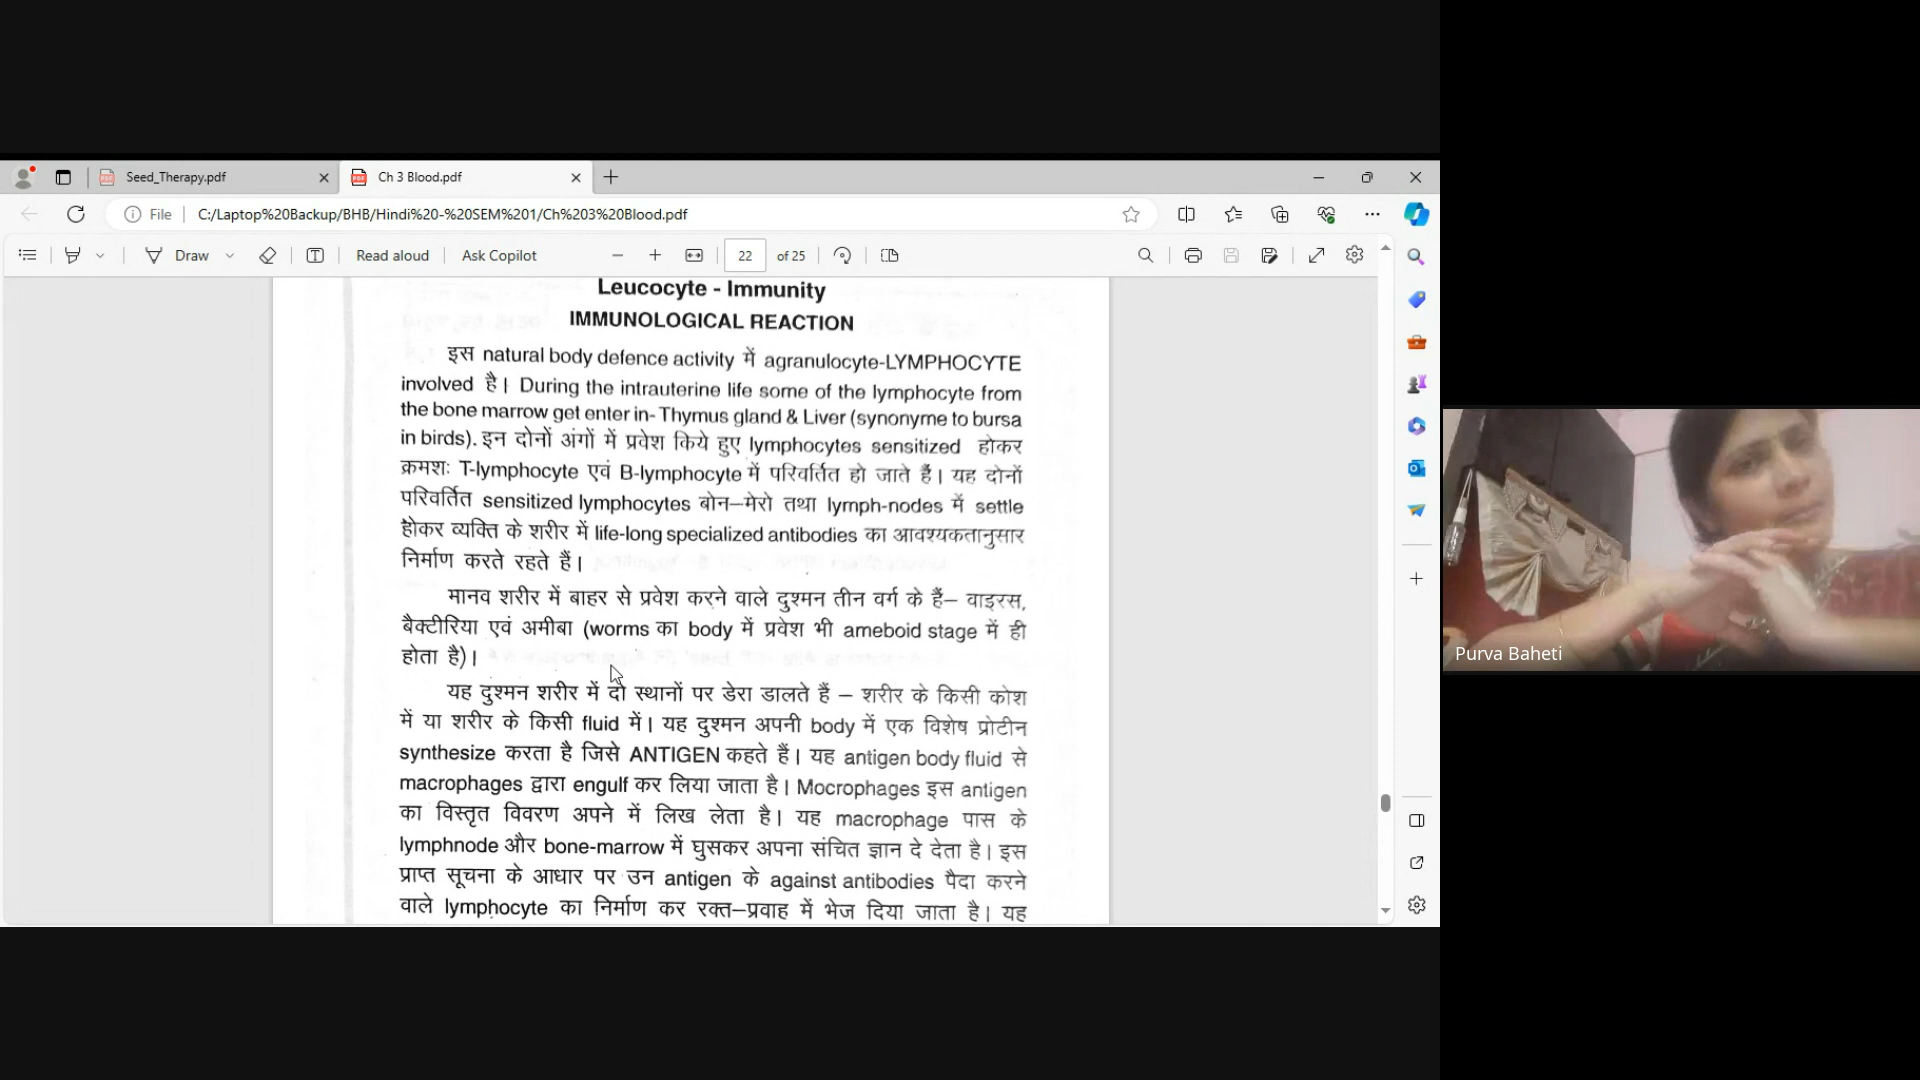 Seed_Therapy.pdf
Ch 3 Blood.pdf
File
C:/Laptop%20Backup/BHB/Hindi%20-%20SEM%201/Ch%203%20Blood.pdf
Draw
Read aloud
Ask Copilot
22
of 25
Leucocyte - Immunity
IMMUNOLOGICAL REACTION
इस natural body defence activity में agranulocyte-LYMPHOCYTE
involved है। During the intrauterine life some of the lymphocyte from
the bone marrow get enter in- Thymus gland & Liver (synonyme to bursa
in birds). इन दोनों अंगों में प्रवेश किये हुए lymphocytes sensitized होकर
क्रमशः T-lymphocyte एवं B-lymphocyte में परिवर्तित हो जाते हैं। यह दोनों
परिवर्तित sensitized lymphocytes बोन–मेरो तथा lymph-nodes में settle
होकर व्यक्ति के शरीर में life-long specialized antibodies का आवश्यकतानुसार
निर्माण करते रहते हैं।
मानव शरीर में बाहर से प्रवेश करने वाले दुश्मन तीन वर्ग के हैं– वाइरस,
बैक्टीरिया एवं अमीबा (worms का body में प्रवेश भी ameboid stage में ही
होता है)।
यह दुश्मन शरीर में दो स्थानों पर डेरा डालते हैं – शरीर के किसी कोश
में या शरीर के किसी fluid में। यह दुश्मन अपनी body में एक विशेष प्रोटीन
synthesize करता है जिसे ANTIGEN कहते हैं। यह antigen body fluid से
macrophages द्वारा engulf कर लिया जाता है। Mocrophages इस antigen
का विस्तृत विवरण अपने में लिख लेता है। यह macrophage पास के
lymphnode और bone-marrow में घुसकर अपना संचित ज्ञान दे देता है। इस
प्राप्त सूचना के आधार पर उन antigen के against antibodies पैदा करने
वाले lymphocyte का निर्माण कर रक्त–प्रवाह में भेज दिया जाता है। यह
Purva Baheti